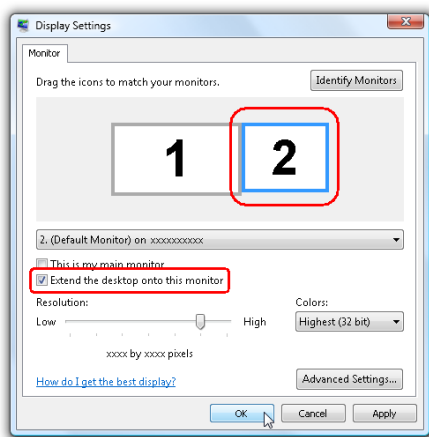 Display Settings
Monitor
Drag the icons to match your monitors.
Identify Monitors
1
2
2. (Default Monitor) on xxxxxxxxxx
This is my main monitor
Extend the desktop onto this monitor
Resolution:
Colors:
Low
High
Highest (32 bit)
xxxx by xxxx pixels
How do I get the best display?
Advanced Settings...
OK
Cancel
Apply